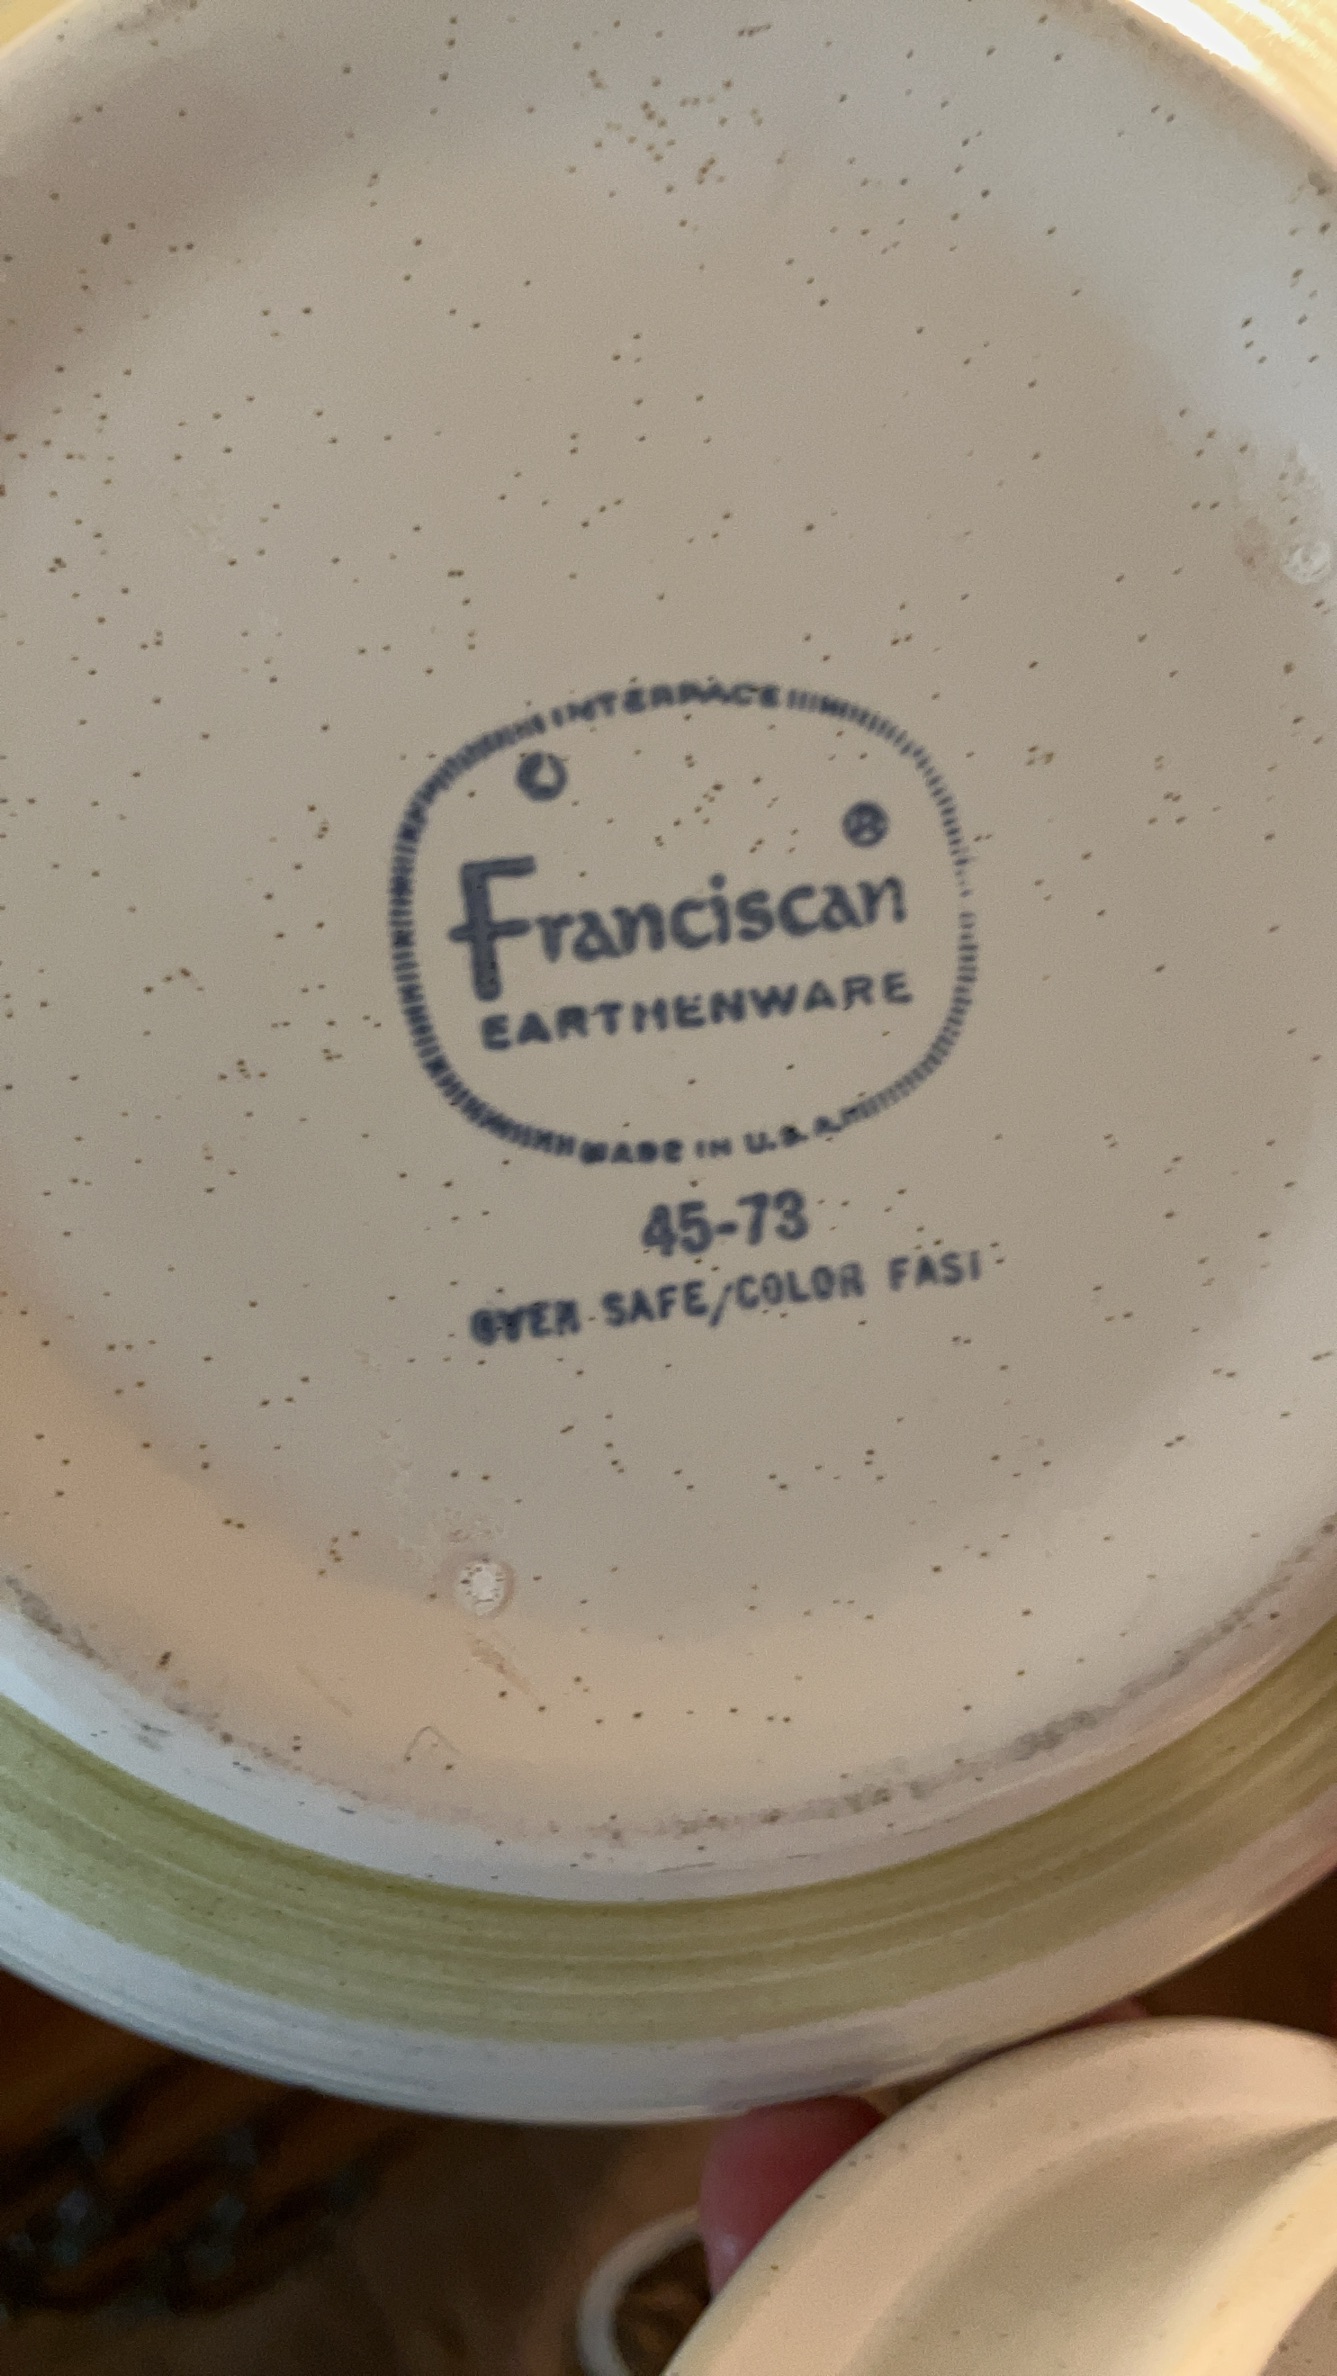 INTERPACE
©
®
Franciscan
EARTHENWARE
MADE IN U.S.A.
45-73
OVEN SAFE/COLOR FAST